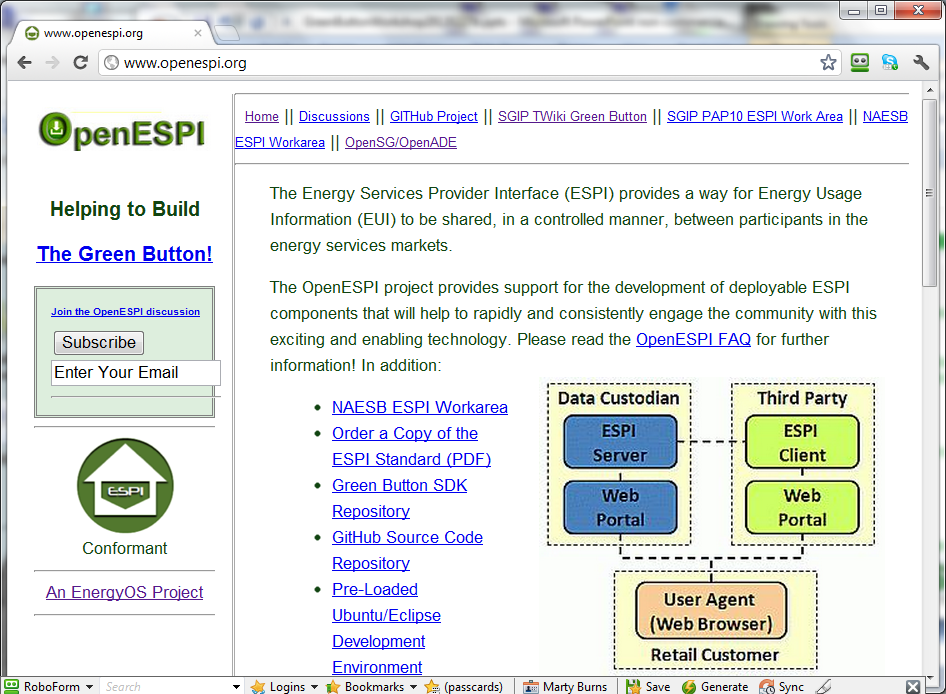 www.openespi.org
www.openespi.org
OpenESPI
Helping to Build
The Green Button!
Join the OpenESPI discussion
Subscribe
Enter Your Email
ESPI
Conformant
An EnergyOS Project
Home || Discussions || GITHub Project || SGIP TWiki Green Button || SGIP PAP10 ESPI Work Area || NAESB
ESPI Workarea || OpenSG/OpenADE
The Energy Services Provider Interface (ESPI) provides a way for Energy Usage
Information (EUI) to be shared, in a controlled manner, between participants in the
energy services markets.
The OpenESPI project provides support for the development of deployable ESPI
components that will help to rapidly and consistently engage the community with this
exciting and enabling technology. Please read the OpenESPI FAQ for further
information! In addition:
NAESB ESPI Workarea
Order a Copy of the
ESPI Standard (PDF)
Green Button SDK
Repository
GitHub Source Code
Repository
Pre-Loaded
Ubuntu/Eclipse
Development
Environment
Data Custodian
ESPI
Server
Web
Portal
Third Party
ESPI
Client
Web
Portal
User Agent
(Web Browser)
Retail Customer
RoboForm Search Logins Bookmarks (passcards) Marty Burns Save Generate Sync